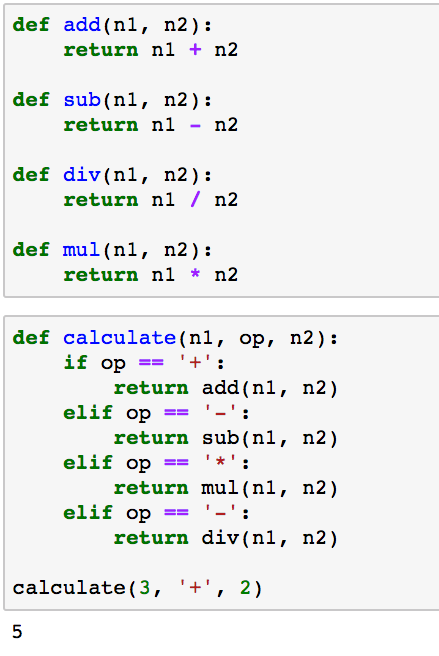 def add(n1, n2):
    return n1 + n2

def sub(n1, n2):
    return n1 - n2

def div(n1, n2):
    return n1 / n2

def mul(n1, n2):
    return n1 * n2

def calculate(n1, op, n2):
    if op == '+':
        return add(n1, n2)
    elif op == '-':
        return sub(n1, n2)
    elif op == '*':
        return mul(n1, n2)
    elif op == '-':
        return div(n1, n2)

calculate(3, '+', 2)
5